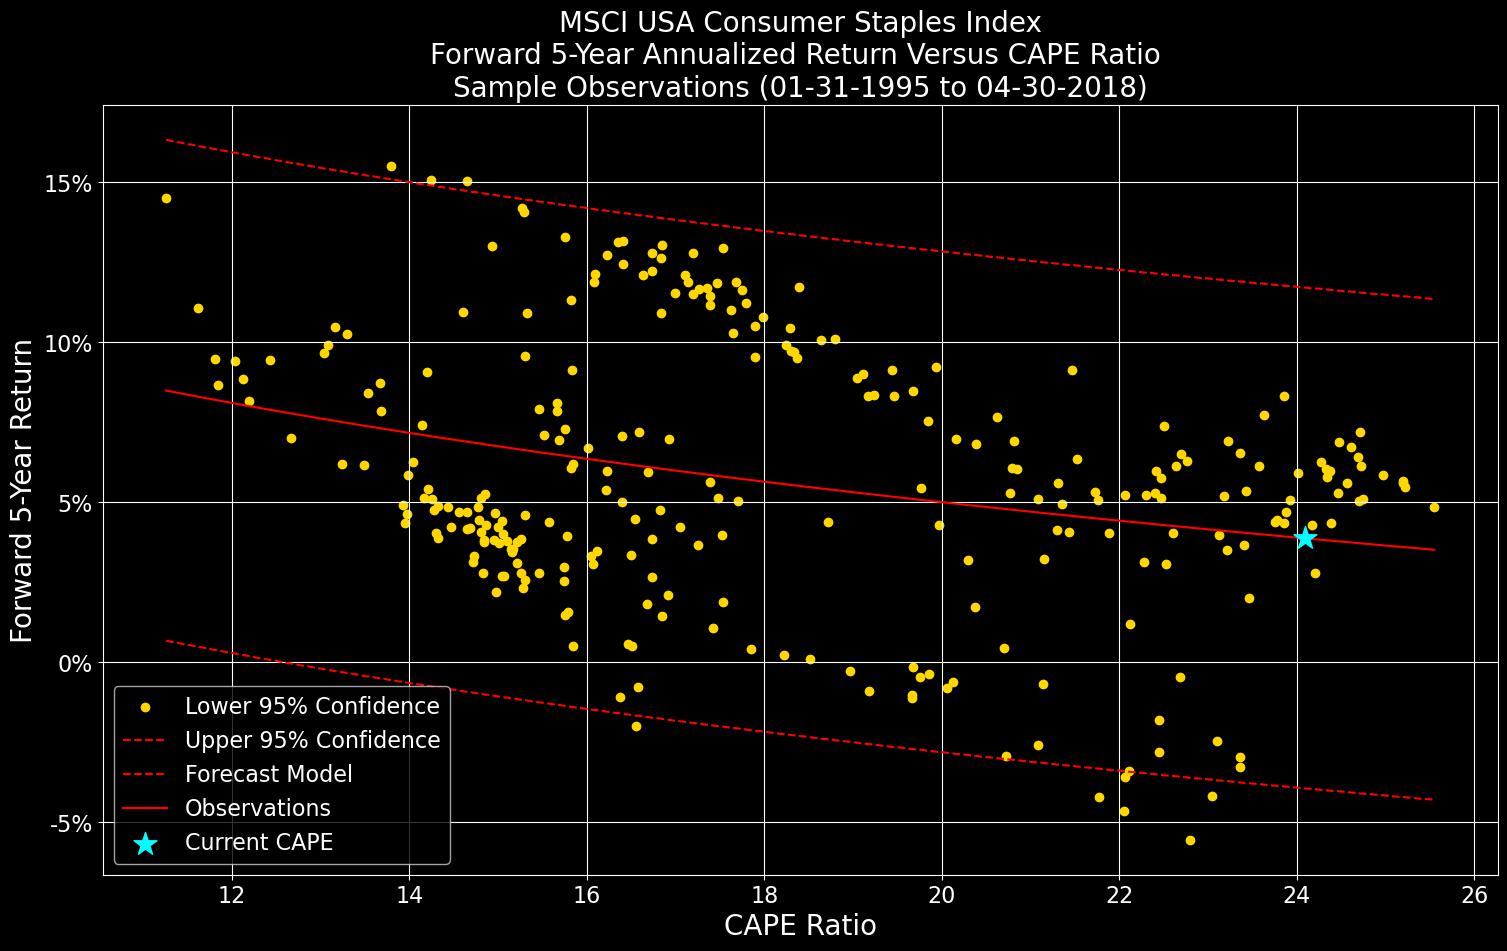 MSCI USA Consumer Staples Index
Forward 5-Year Annualized Return Versus CAPE Ratio
Sample Observations (01-31-1995 to 04-30-2018)
Forward 5-Year Return
15%
10%
5%
0%
-5%
Lower 95% Confidence
Upper 95% Confidence
Forecast Model
Observations
Current CAPE
12 14 16 18 20 22 24 26
CAPE Ratio